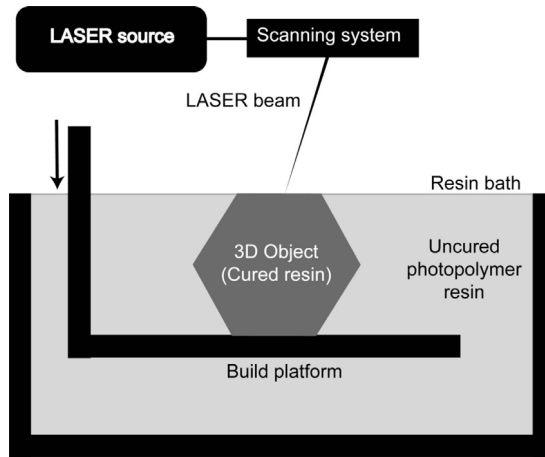 LASER source
Scanning system
LASER beam
Resin bath
3D Object
(Cured resin)
Uncured
photopolymer
resin
Build platform